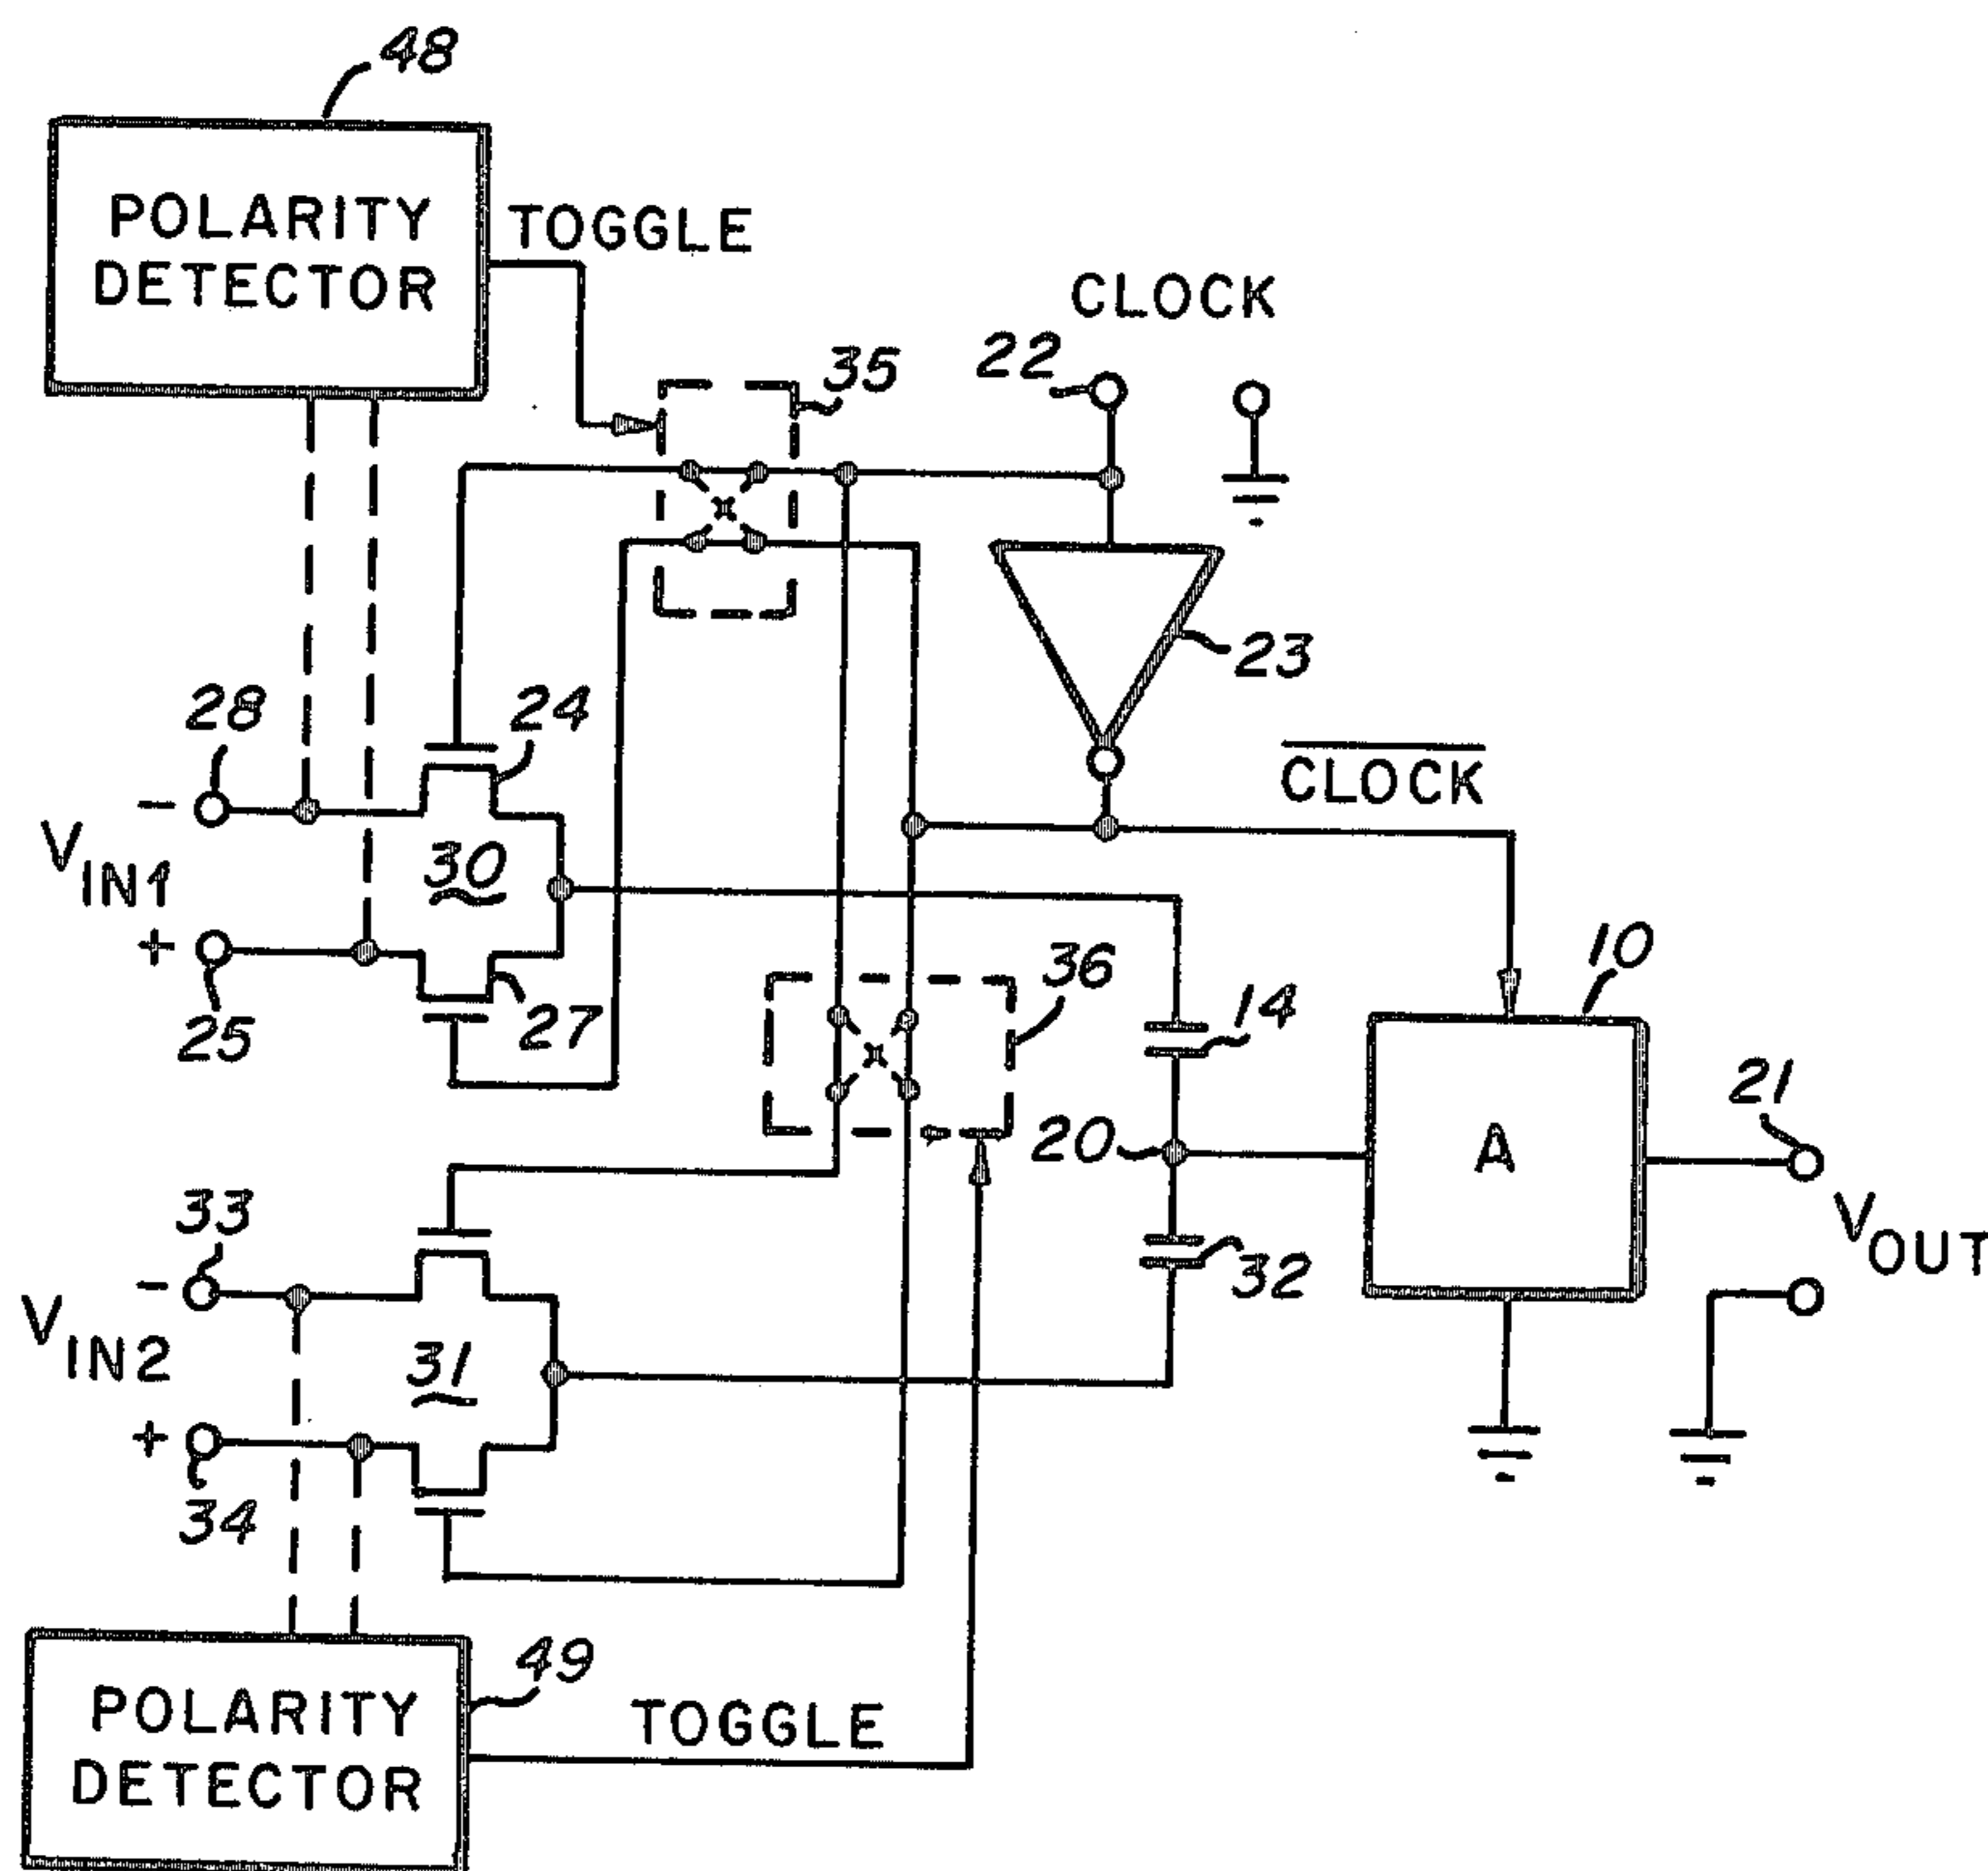 48
POLARITY
DETECTOR
TOGGLE
CLOCK
22
35
23
28
24
CLOCK
-
V IN1
30
+
25
27
36
10
14
20
A
21
33
-
V IN2
31
32
V OUT
+
34
49
POLARITY
DETECTOR
TOGGLE